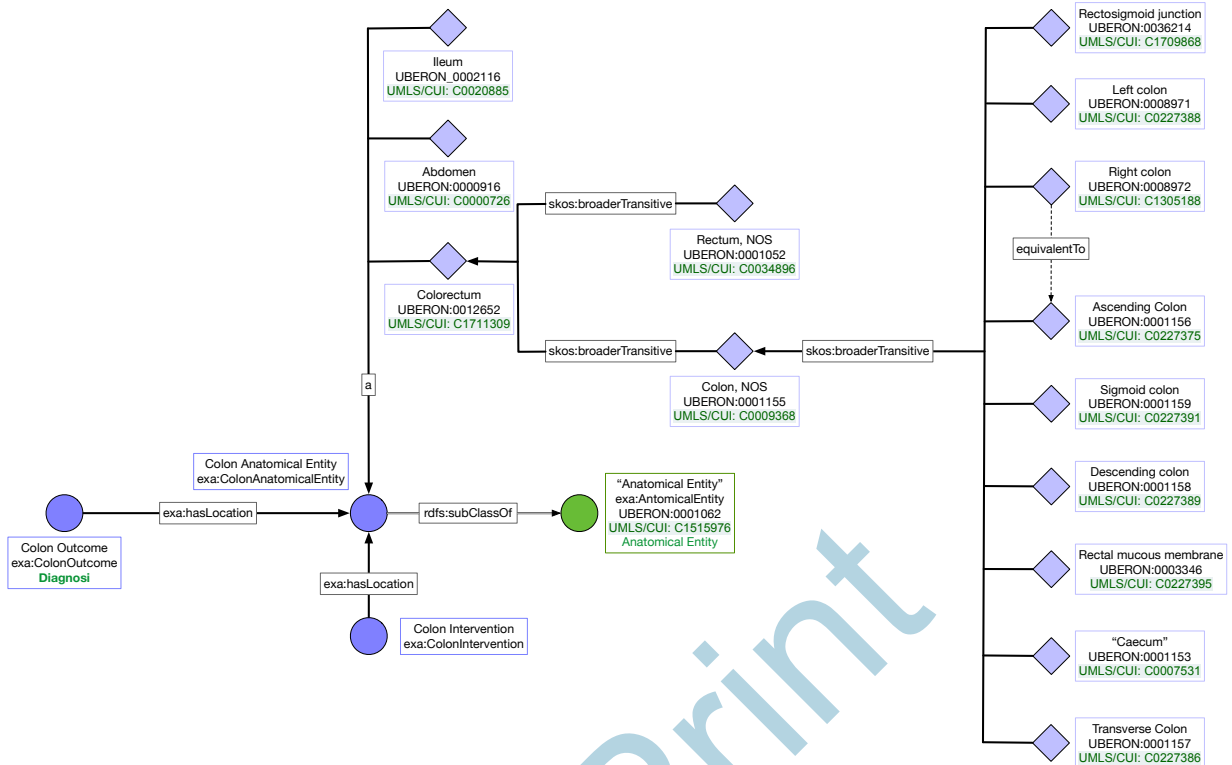 Ileum
UBERON_0002116
UMLS/CUI: C0020885
Abdomen
UBERON:0000916
UMLS/CUI: C0000726
Colorectum
UBERON:0012652
UMLS/CUI: C1711309
a
skos:broaderTransitive
Rectum, NOS
UBERON:0001052
UMLS/CUI: C0034896
skos:broaderTransitive
Colon, NOS
UBERON:0001155
UMLS/CUI: C0009368
skos:broaderTransitive
Rectosigmoid junction
UBERON:0036214
UMLS/CUI: C1709868
Left colon
UBERON:0008971
UMLS/CUI: C0227388
Right colon
UBERON:0008972
UMLS/CUI: C1305188
equivalentTo
Ascending Colon
UBERON:0001156
UMLS/CUI: C0227375
Sigmoid colon
UBERON:0001159
UMLS/CUI: C0227391
Descending colon
UBERON:0001158
UMLS/CUI: C0227389
Rectal mucous membrane
UBERON:0003346
UMLS/CUI: C0227395
“Caecum”
UBERON:0001153
UMLS/CUI: C0007531
Transverse Colon
UBERON:0001157
UMLS/CUI: C0227386
Colon Anatomical Entity
exa:ColonAnatomicalEntity
exa:hasLocation
Colon Outcome
exa:ColonOutcome
Diagnosi
rdfs:subClassOf
“Anatomical Entity”
exa:AntomicalEntity
UBERON:0001062
UMLS/CUI: C1515976
Anatomical Entity
exa:hasLocation
Colon Intervention
exa:ColonIntervention
Print